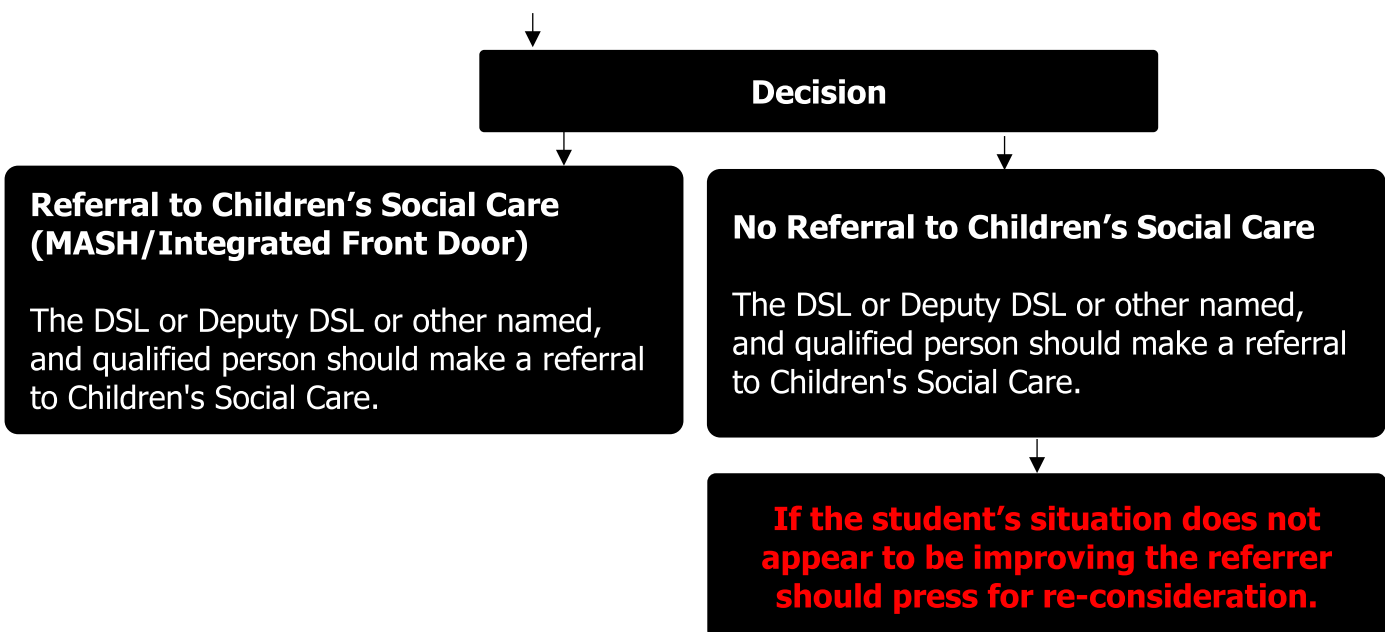 Decision
Referral to Children’s Social Care
(MASH/Integrated Front Door)
The DSL or Deputy DSL or other named,
and qualified person should make a referral
to Children's Social Care.
No Referral to Children’s Social Care
The DSL or Deputy DSL or other named,
and qualified person should make a referral
to Children's Social Care.
If the student’s situation does not
appear to be improving the referrer
should press for re-consideration.